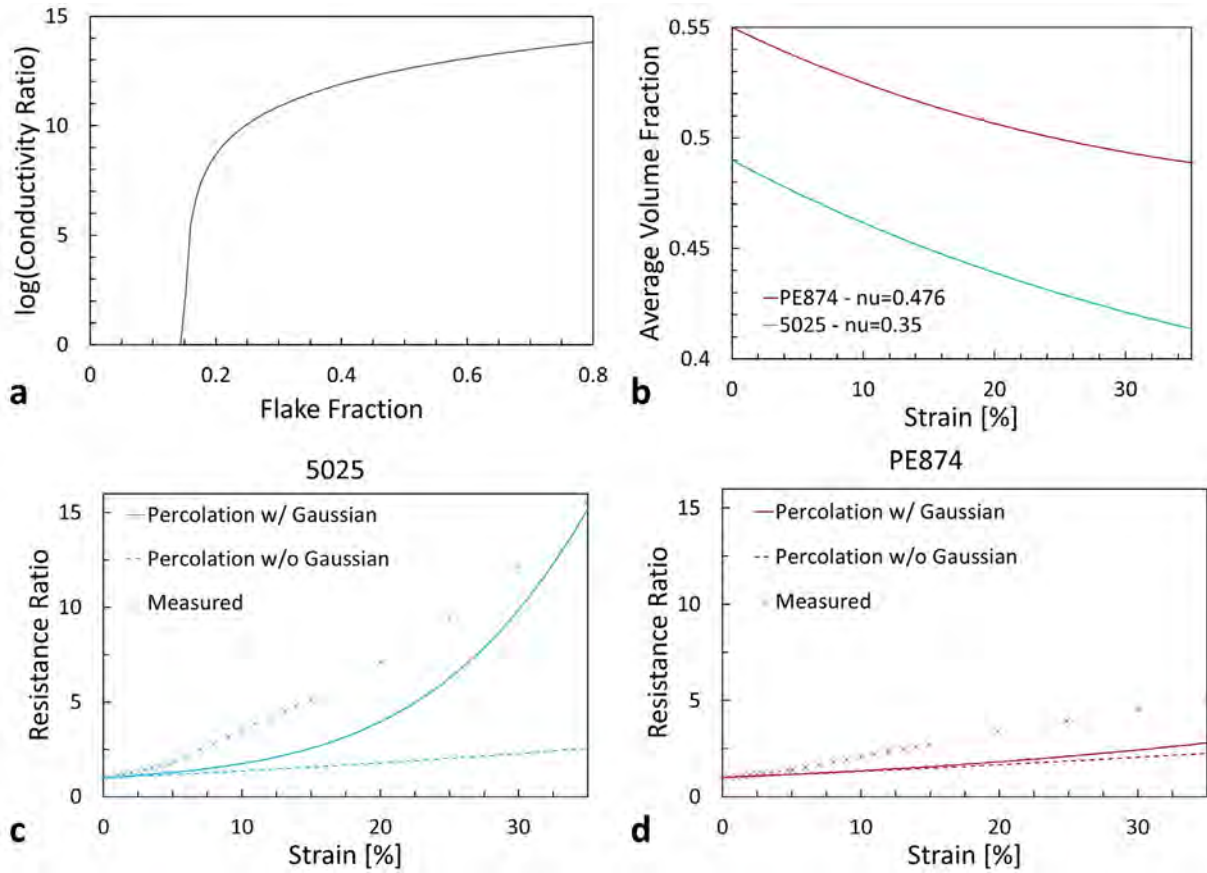 log(Conductivity Ratio)
15
10
5
0
0
0.2
0.4
0.6
0.8
Flake Fraction
a
Average Volume Fraction
0.55
0.5
0.45
0.4
PE874 - nu=0.476
5025 - nu=0.35
0
10
20
30
Strain [%]
b
5025
Resistance Ratio
15
10
5
0
Percolation w/ Gaussian
Percolation w/o Gaussian
Measured
0
10
20
30
Strain [%]
c
PE874
Resistance Ratio
15
10
5
0
Percolation w/ Gaussian
Percolation w/o Gaussian
Measured
0
10
20
30
Strain [%]
d